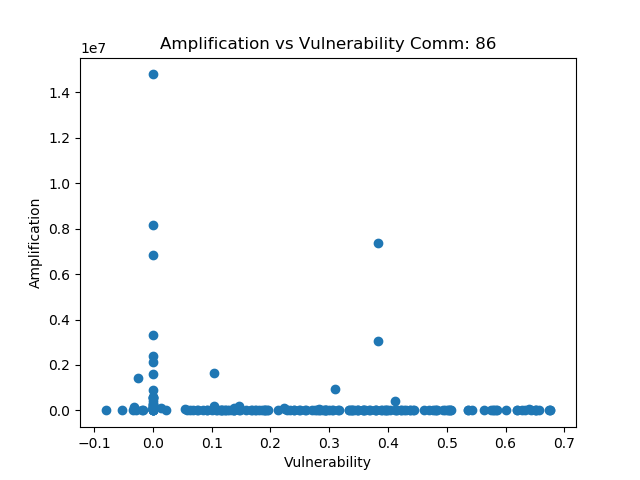 Amplification vs Vulnerability Comm: 86
1e7
1.4
1.2
1.0
0.8
0.6
0.4
0.2
0.0
Amplification
−0.1 0.0 0.1 0.2 0.3 0.4 0.5 0.6 0.7
Vulnerability